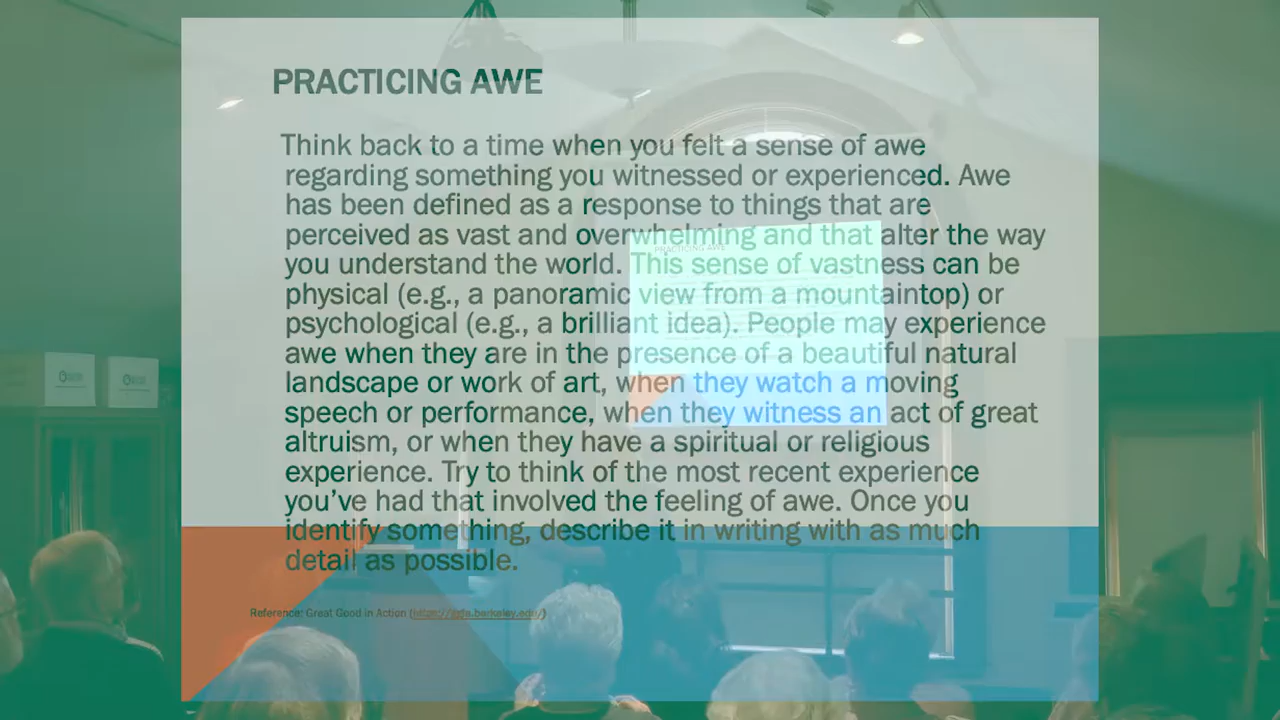 PRACTICING AWE
Think back to a time when you felt a sense of awe
regarding something you witnessed or experienced. Awe
has been defined as a response to things that are
perceived as vast and overwhelming and that alter the way
you understand the world. This sense of vastness can be
physical (e.g., a panoramic view from a mountaintop) or
psychological (e.g., a brilliant idea). People may experience
awe when they are in the presence of a beautiful natural
landscape or work of art, when they watch a moving
speech or performance, when they witness an act of great
altruism, or when they have a spiritual or religious
experience. Try to think of the most recent experience
you’ve had that involved the feeling of awe. Once you
identify something, describe it in writing with as much
detail as possible.
Reference: Great Good in Action (https://ggia.berkeley.edu/)
PRACTICING AWE